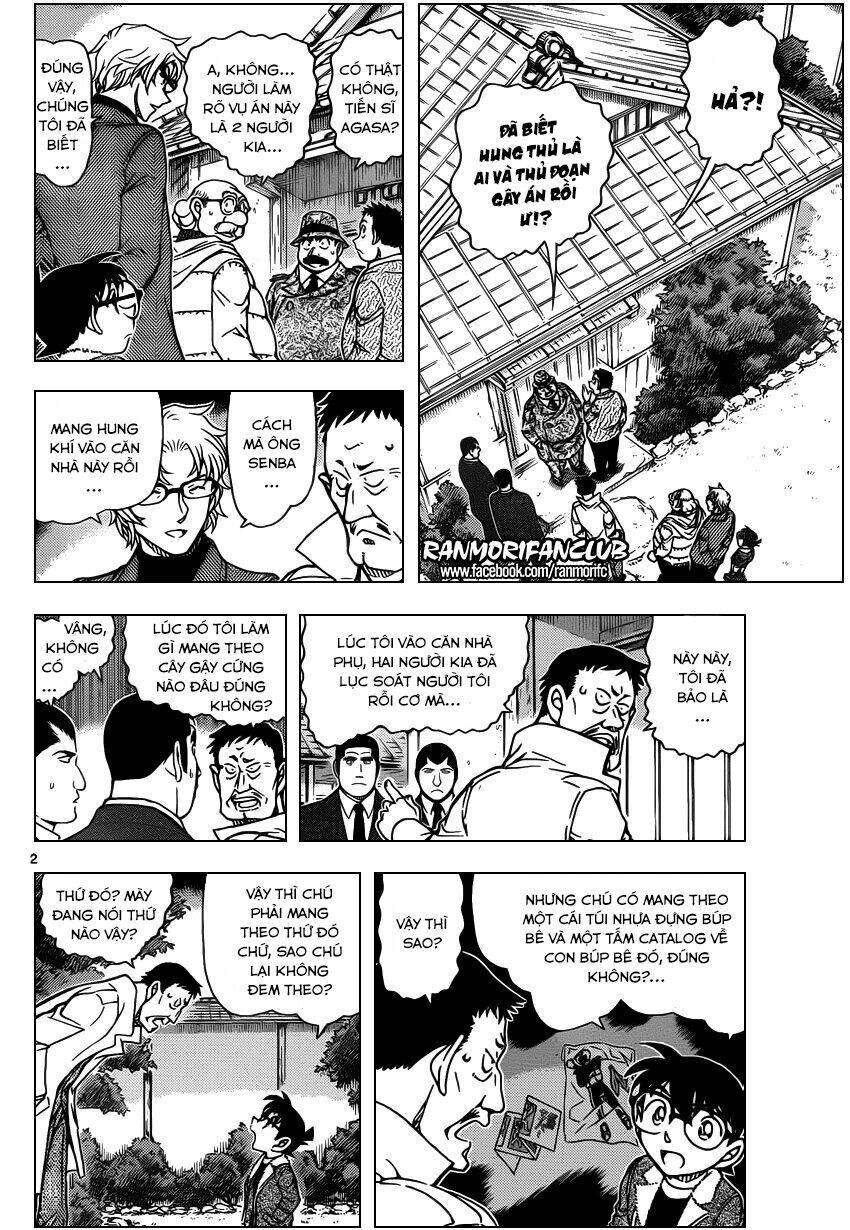 HẢ?!
ĐÃ BIẾT
HUNG THỦ LÀ
AI VÀ THỦ ĐOẠN
GÂY ÁN RỒI
Ư!?
RANMORIFANCLUB
www.facebook.com/ranmorifc
CÓ THẬT
KHÔNG,
TIẾN SĨ
AGASA?
A, KHÔNG...
NGƯỜI LÀM
RÕ VỤ ÁN NÀY
LÀ 2 NGƯỜI
KIA...
ĐÚNG
VẬY,
CHÚNG
TÔI ĐÃ
BIẾT
...
CÁCH
MÀ ÔNG
SENBA
...
MANG HUNG
KHÍ VÀO CĂN
NHÀ NÀY RỒI
...
NÀY NÀY,
TÔI ĐÃ
BẢO LÀ
...
LÚC TÔI VÀO CĂN NHÀ
PHỤ, HAI NGƯỜI KIA ĐÃ
LỤC SOÁT NGƯỜI TÔI
RỒI CƠ MÀ...
LÚC ĐÓ TÔI LÀM
GÌ MANG THEO
CÂY GẬY CỨNG
NÀO ĐÂU ĐÚNG
KHÔNG?
VÂNG,
KHÔNG
CÓ
...
2
NHƯNG CHÚ CÓ MANG THEO
MỘT CÁI TÚI NHỰA ĐỰNG BÚP
BÊ VÀ MỘT TẤM CATALOG VỀ
CON BÚP BÊ ĐÓ, ĐÚNG
KHÔNG?...
VẬY THÌ
SAO?
VẬY THÌ CHÚ
PHẢI MANG
THEO THỨ ĐÓ
CHỨ, SAO CHÚ
LẠI KHÔNG
ĐEM THEO?
THỨ ĐÓ? MÀY
ĐANG NÓI THỨ
NÀO VẬY?